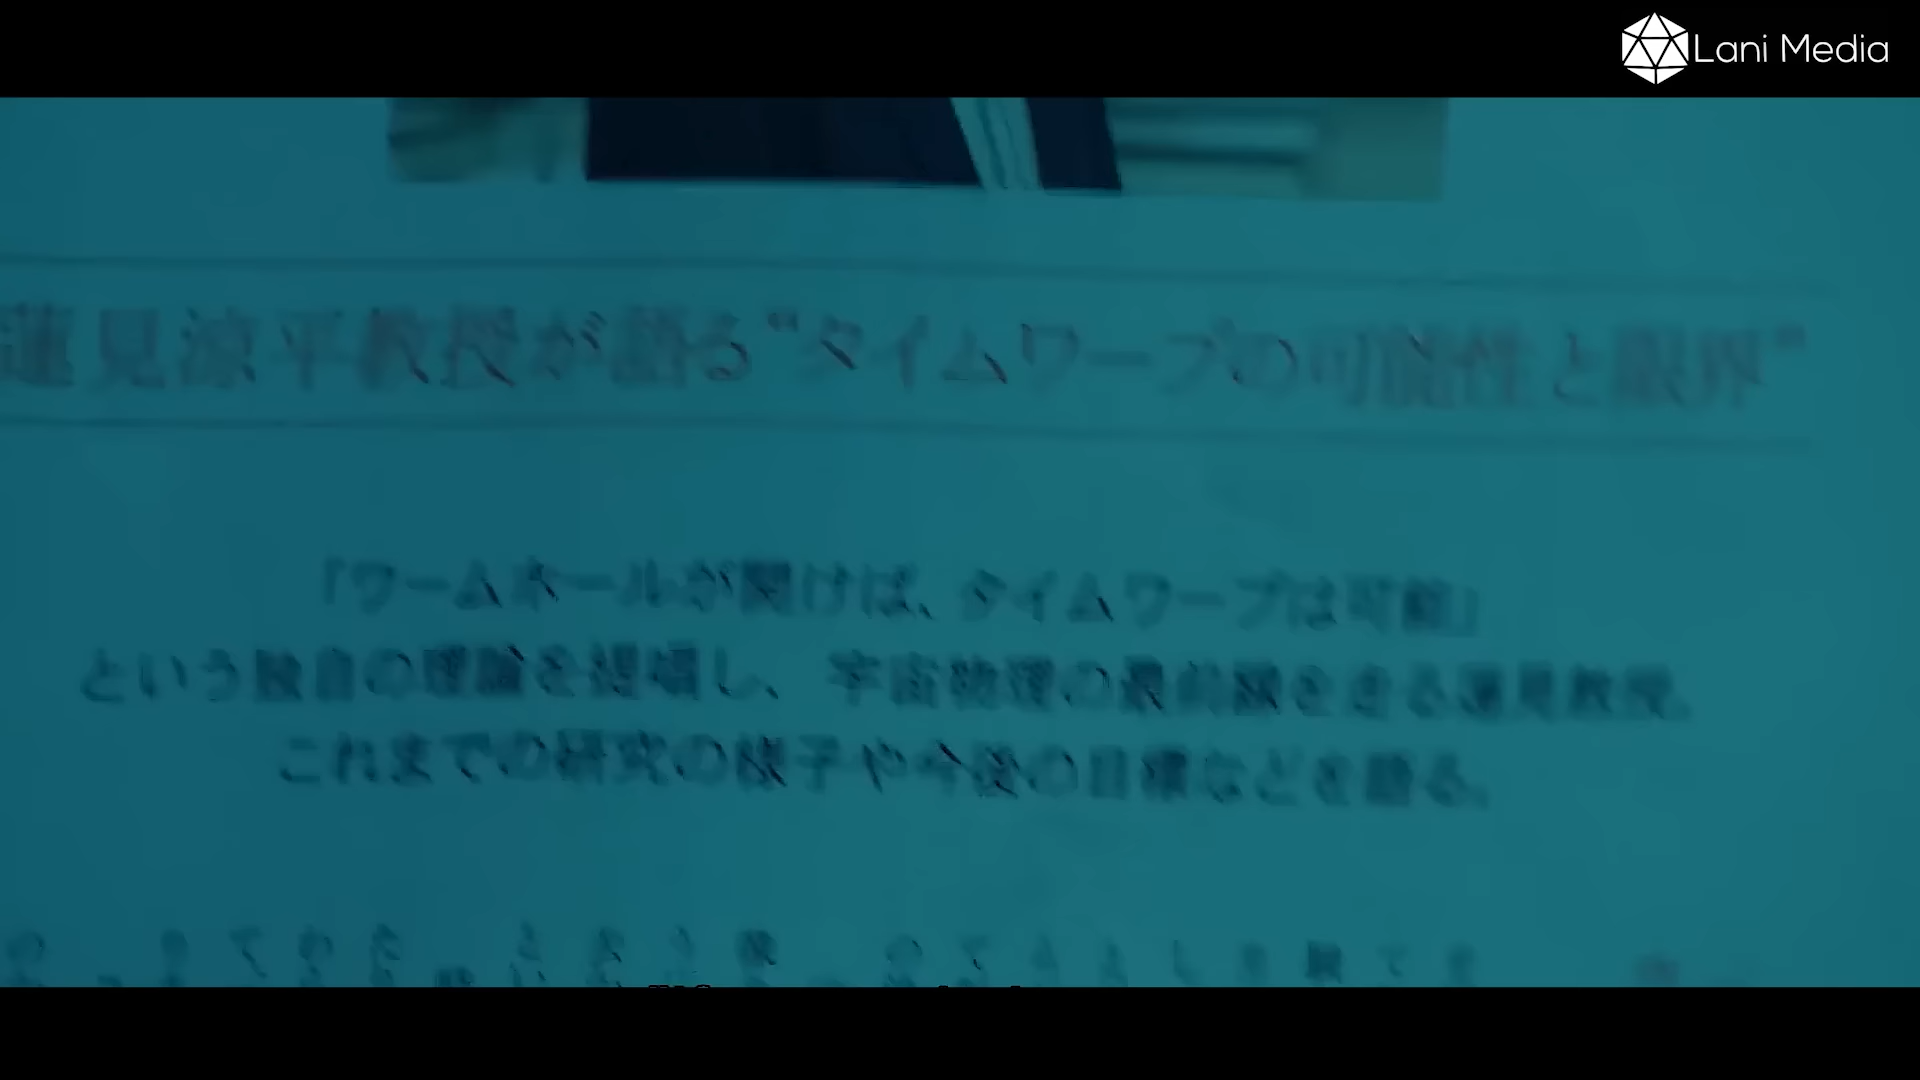 Lani Media
蓮見涼平教授が語る“タイムワープの可能性と限界”
「ワームホールが開けば、タイムワープは可能」
という独自の理論を提唱し、宇宙物理の最前線をきる蓮見教授。
これまでの研究の様子や今後の目標などを語る。